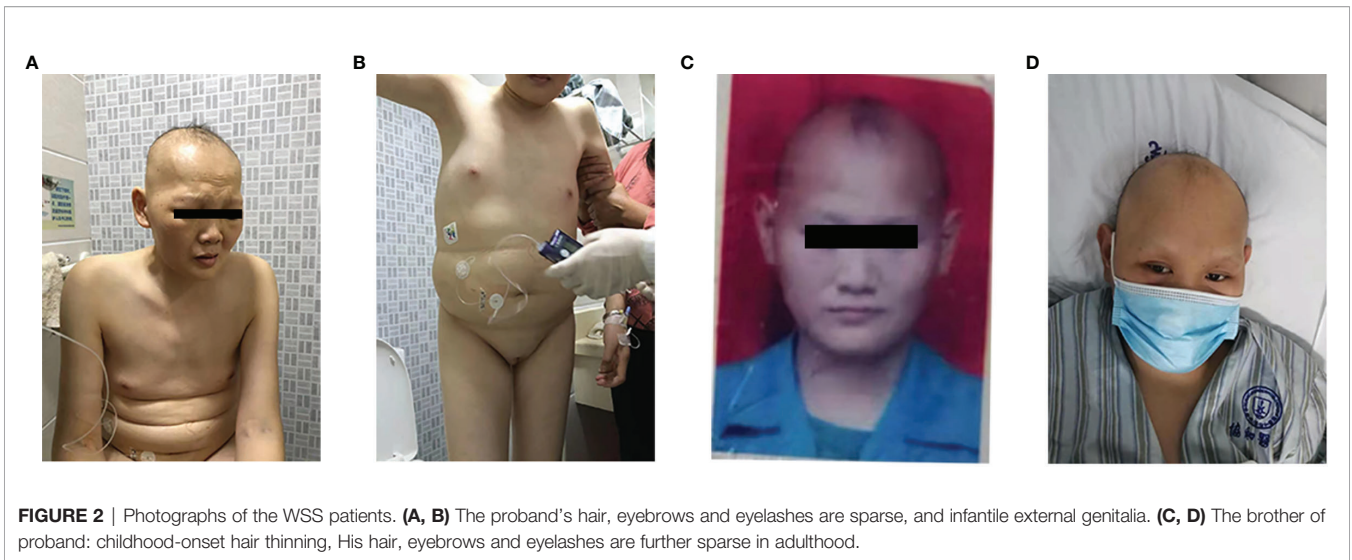 A
B
C
D
FIGURE 2 | Photographs of the WSS patients. (A, B) The proband's hair, eyebrows and eyelashes are sparse, and infantile external genitalia. (C, D) The brother of
proband: childhood-onset hair thinning, His hair, eyebrows and eyelashes are further sparse in adulthood.